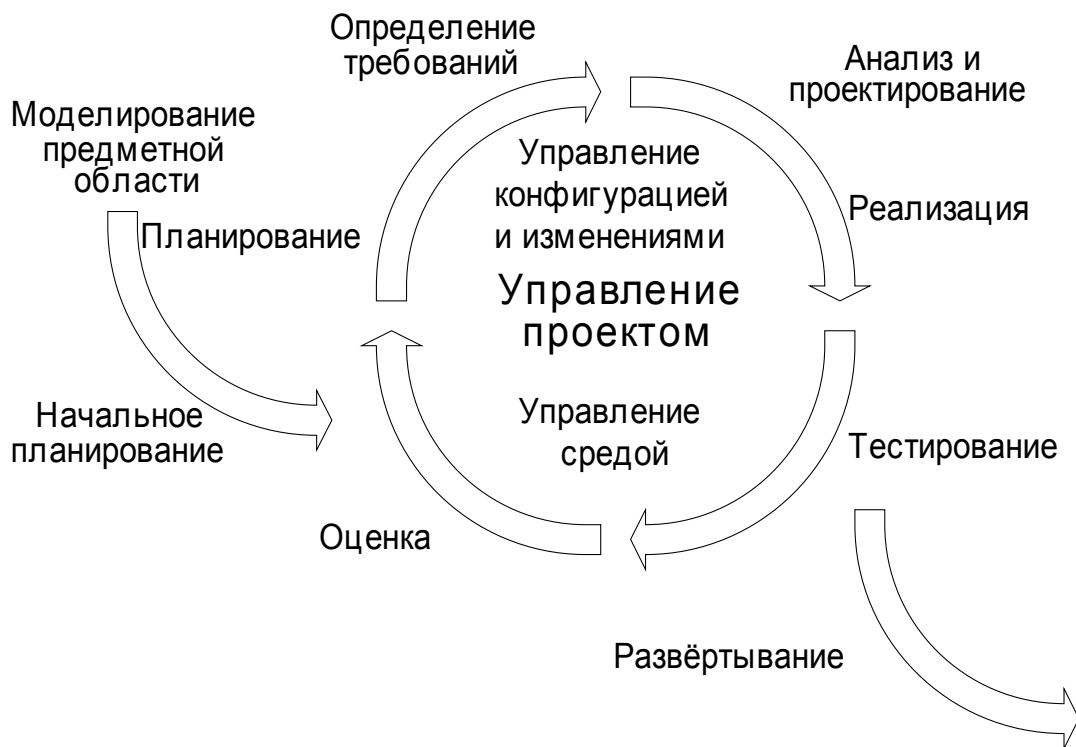 Определение
требований
Анализ и
проектирование
Моделирование
предметной
области
Управление
конфигурацией
и изменениями
Планирование
Реализация
Управление
проектом
Начальное
планирование
Управление
средой
Тестирование
Оценка
Развёртывание